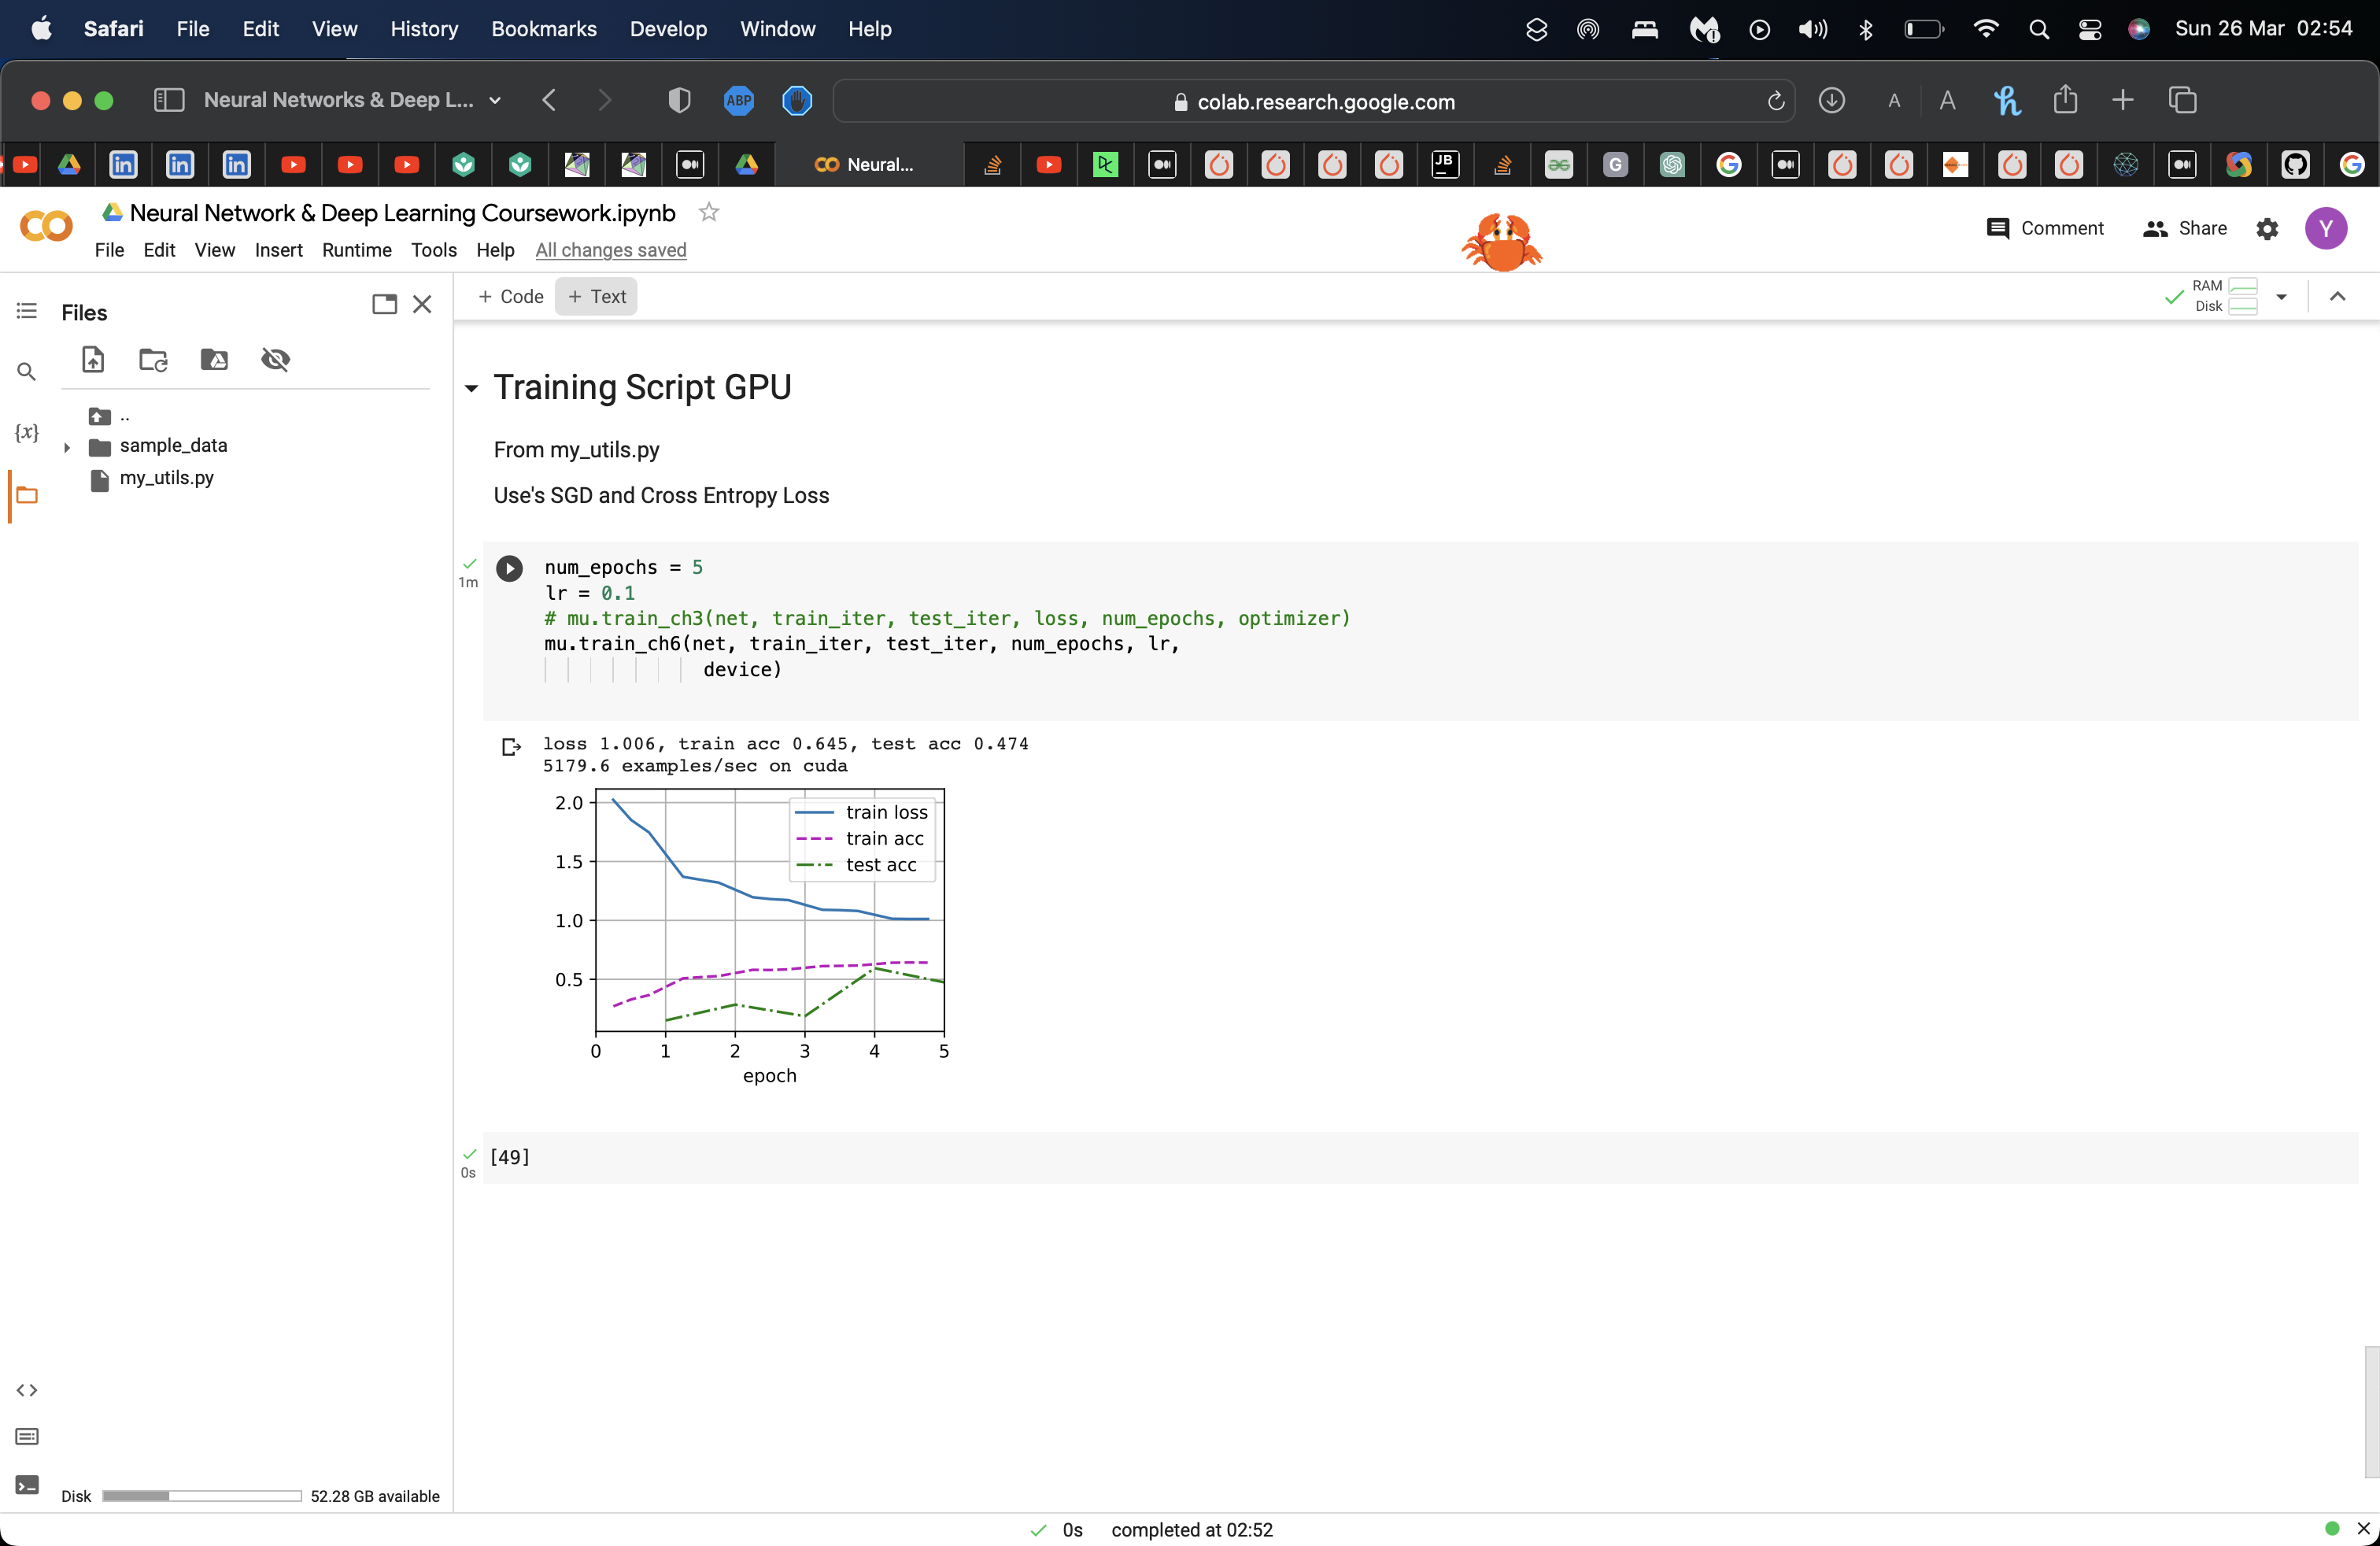 Safari File Edit View History Bookmarks Develop Window Help Sun 26 Mar 02:54
Neural Networks & Deep L... ABP colab.research.google.com A A
Neural... JB G
Neural Network & Deep Learning Coursework.ipynb
File Edit View Insert Runtime Tools Help All changes saved
Comment Share Y
Files
+ Code + Text
RAM
Disk
..
sample_data
my_utils.py
{x}
Training Script GPU
From my_utils.py
Use's SGD and Cross Entropy Loss
1m
num_epochs = 5
lr = 0.1
# mu.train_ch3(net, train_iter, test_iter, loss, num_epochs, optimizer)
mu.train_ch6(net, train_iter, test_iter, num_epochs, lr,
device)
loss 1.006, train acc 0.645, test acc 0.474
5179.6 examples/sec on cuda
2.0
1.5
1.0
0.5
train loss
train acc
test acc
0 1 2 3 4 5
epoch
[49]
0s
Disk 52.28 GB available
0s completed at 02:52